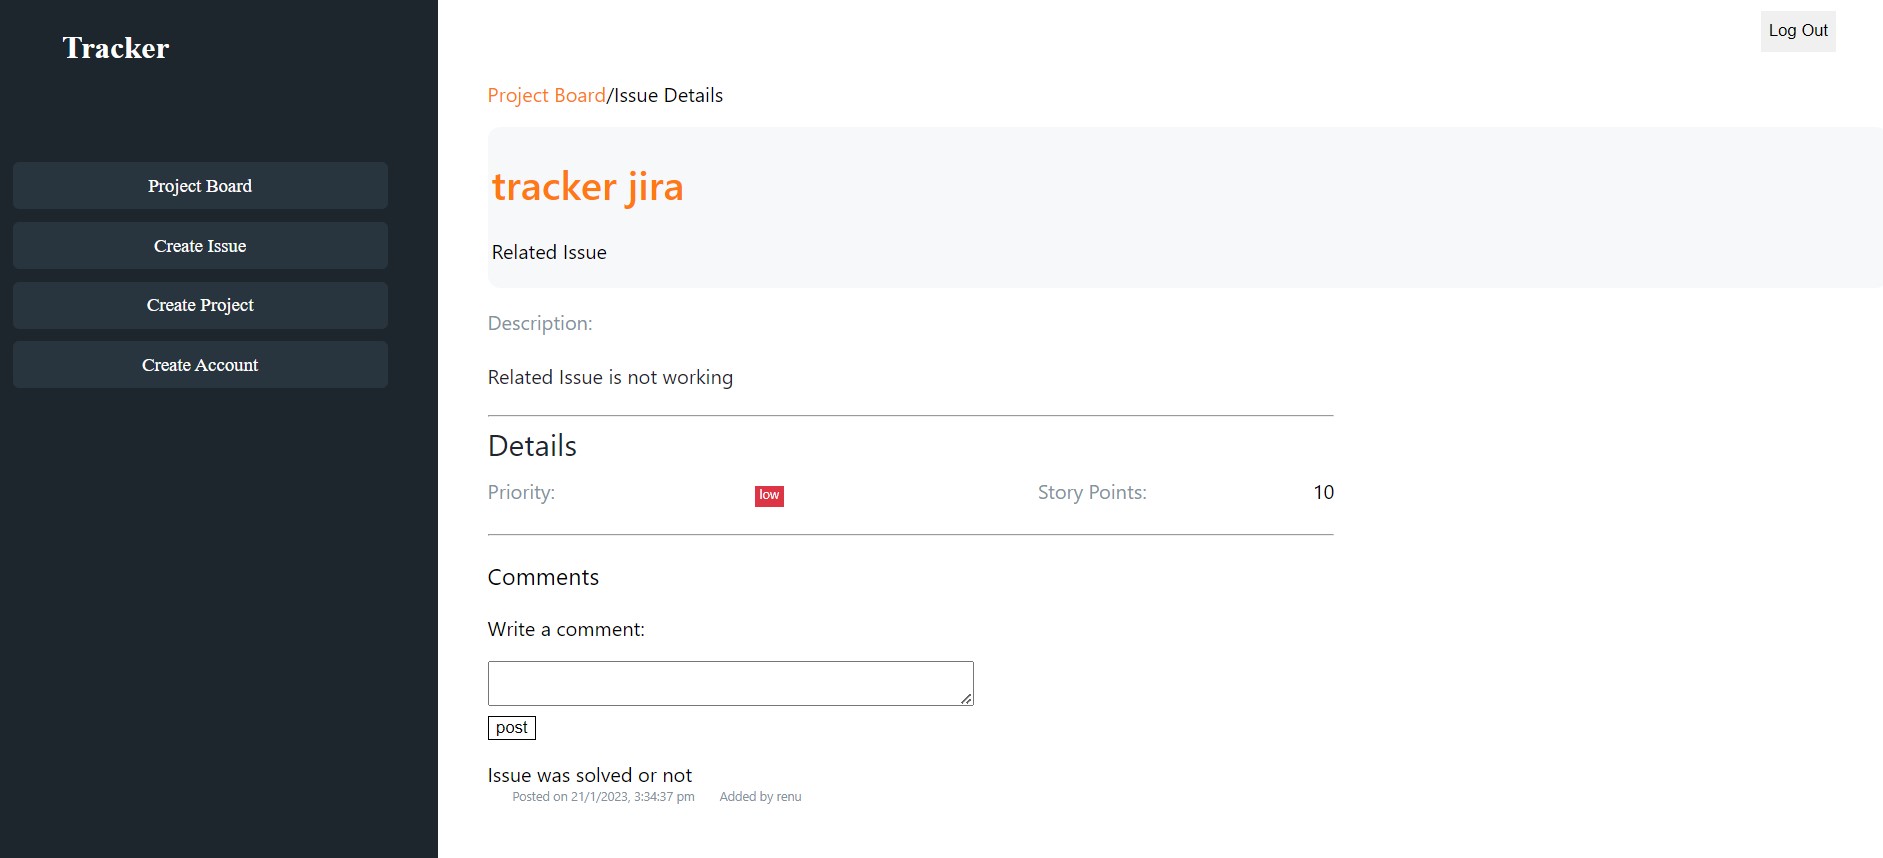 Tracker
Log Out
Project Board/Issue Details
Project Board
Create Issue
Create Project
Create Account
tracker jira
Related Issue
Description:
Related Issue is not working
Details
Priority: low Story Points: 10
Comments
Write a comment:
post
Issue was solved or not
Posted on 21/1/2023, 3:34:37 pm Added by renu